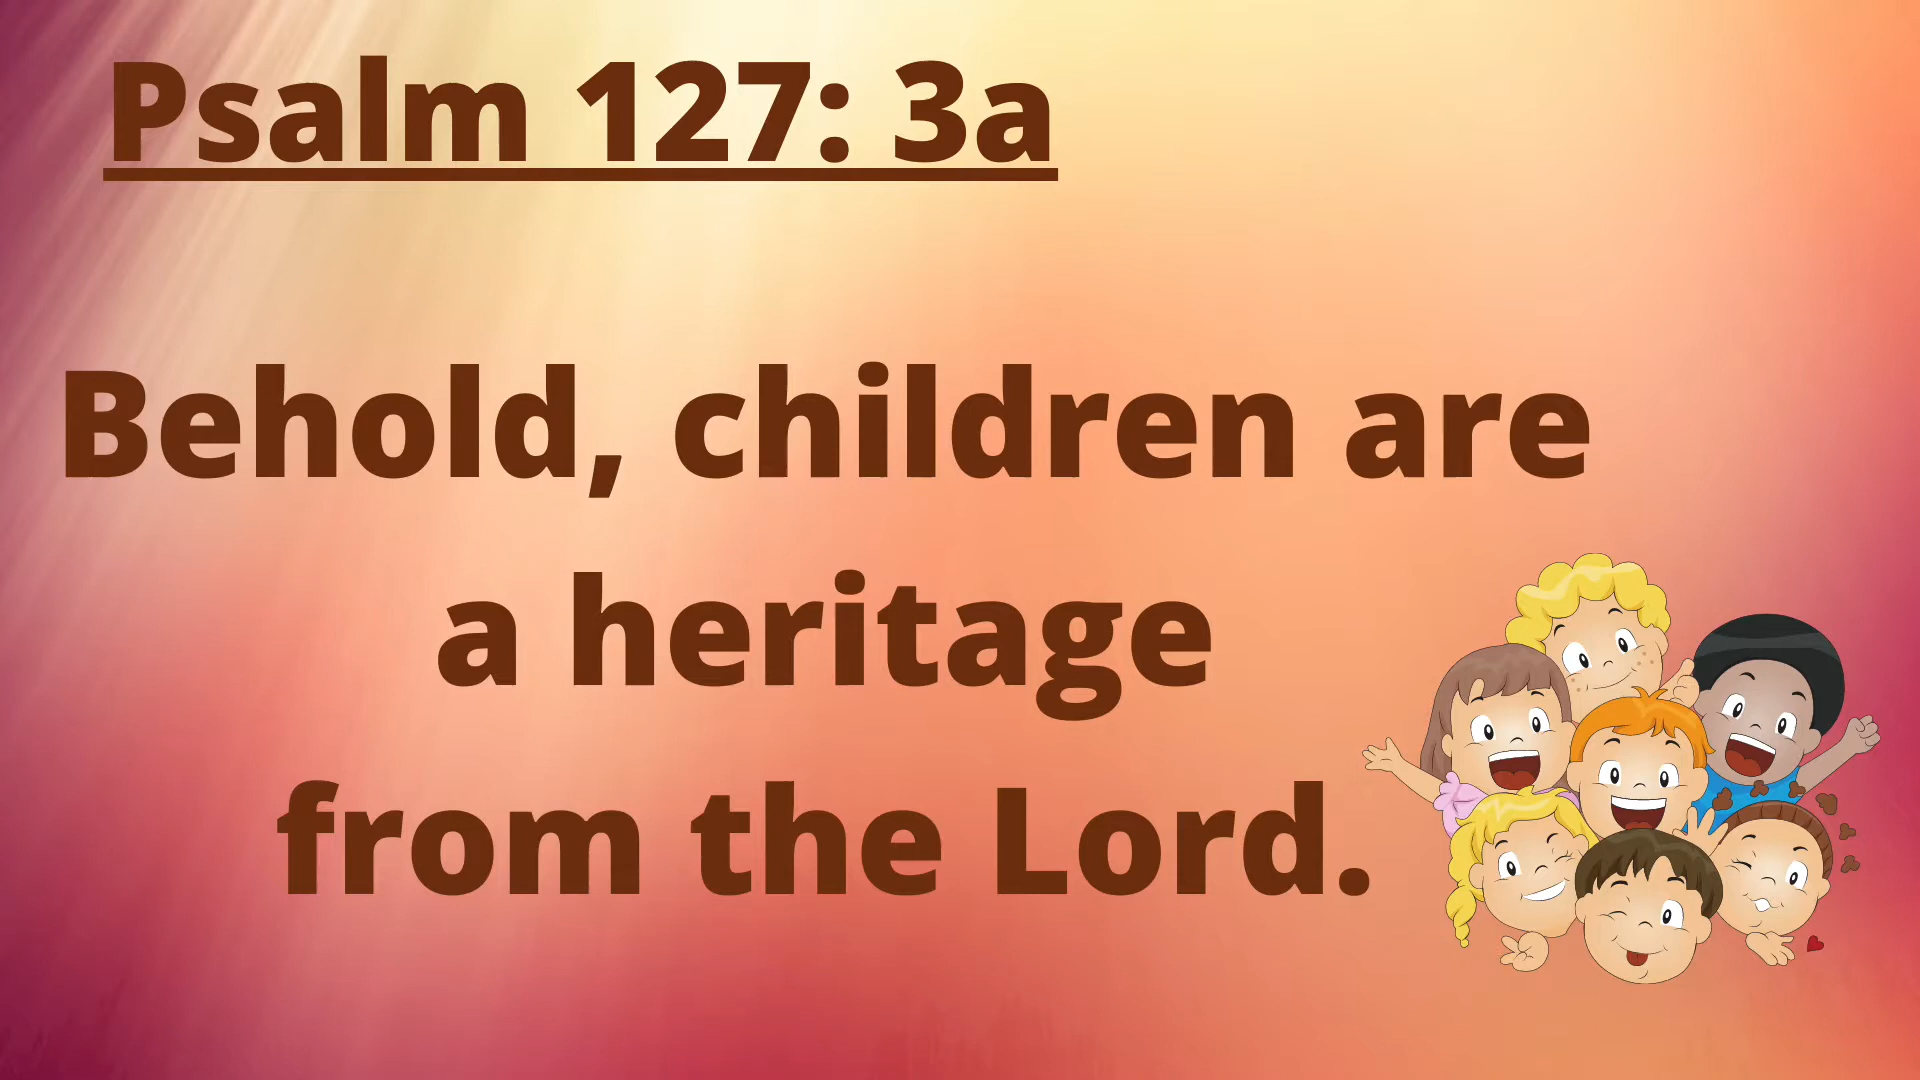 Psalm 127: 3a
Behold, children are
a heritage
from the Lord.